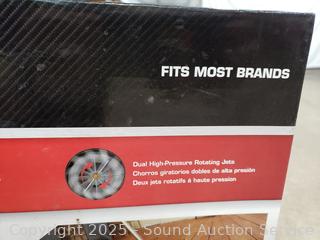 FITS MOST BRANDS
Dual High-Pressure Rotating Jets
Chorros giratorios dobles de alta presión
Deux jets rotatifs à haute pression
Copyright 2025 - Sound Auction Service